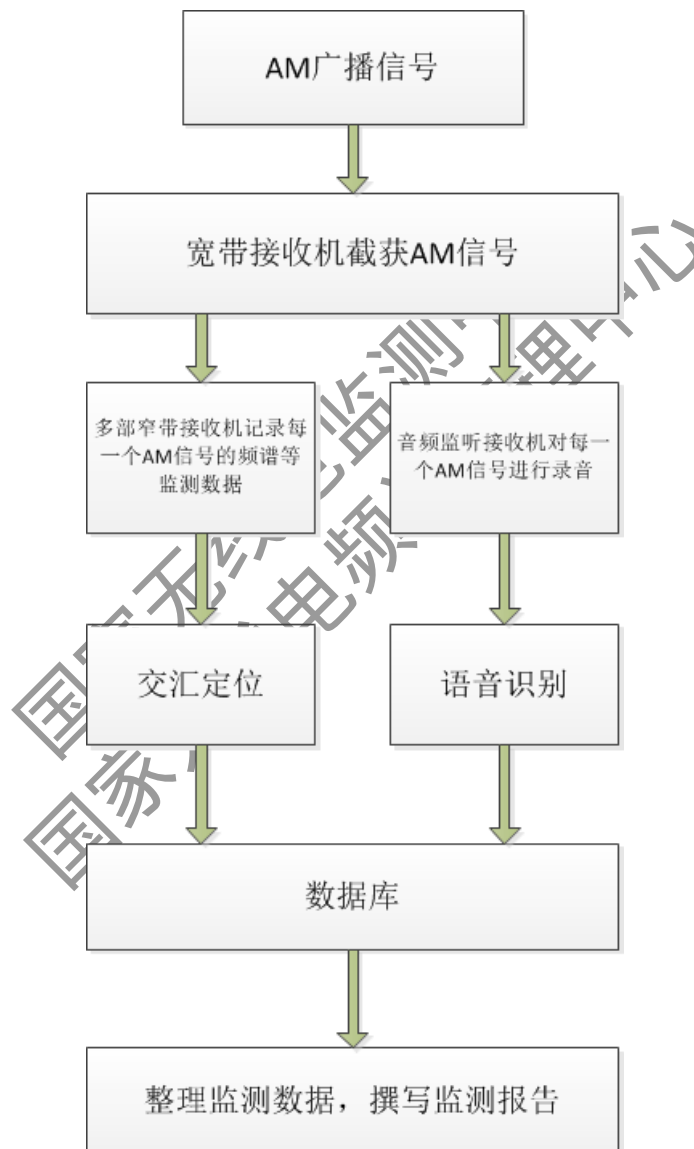 AM广播信号
宽带接收机截获AM信号
多部窄带接收机记录每
一个AM信号的频谱等
监测数据
音频监听接收机对每一
个AM信号进行录音
交汇定位
语音识别
数据库
整理监测数据，撰写监测报告